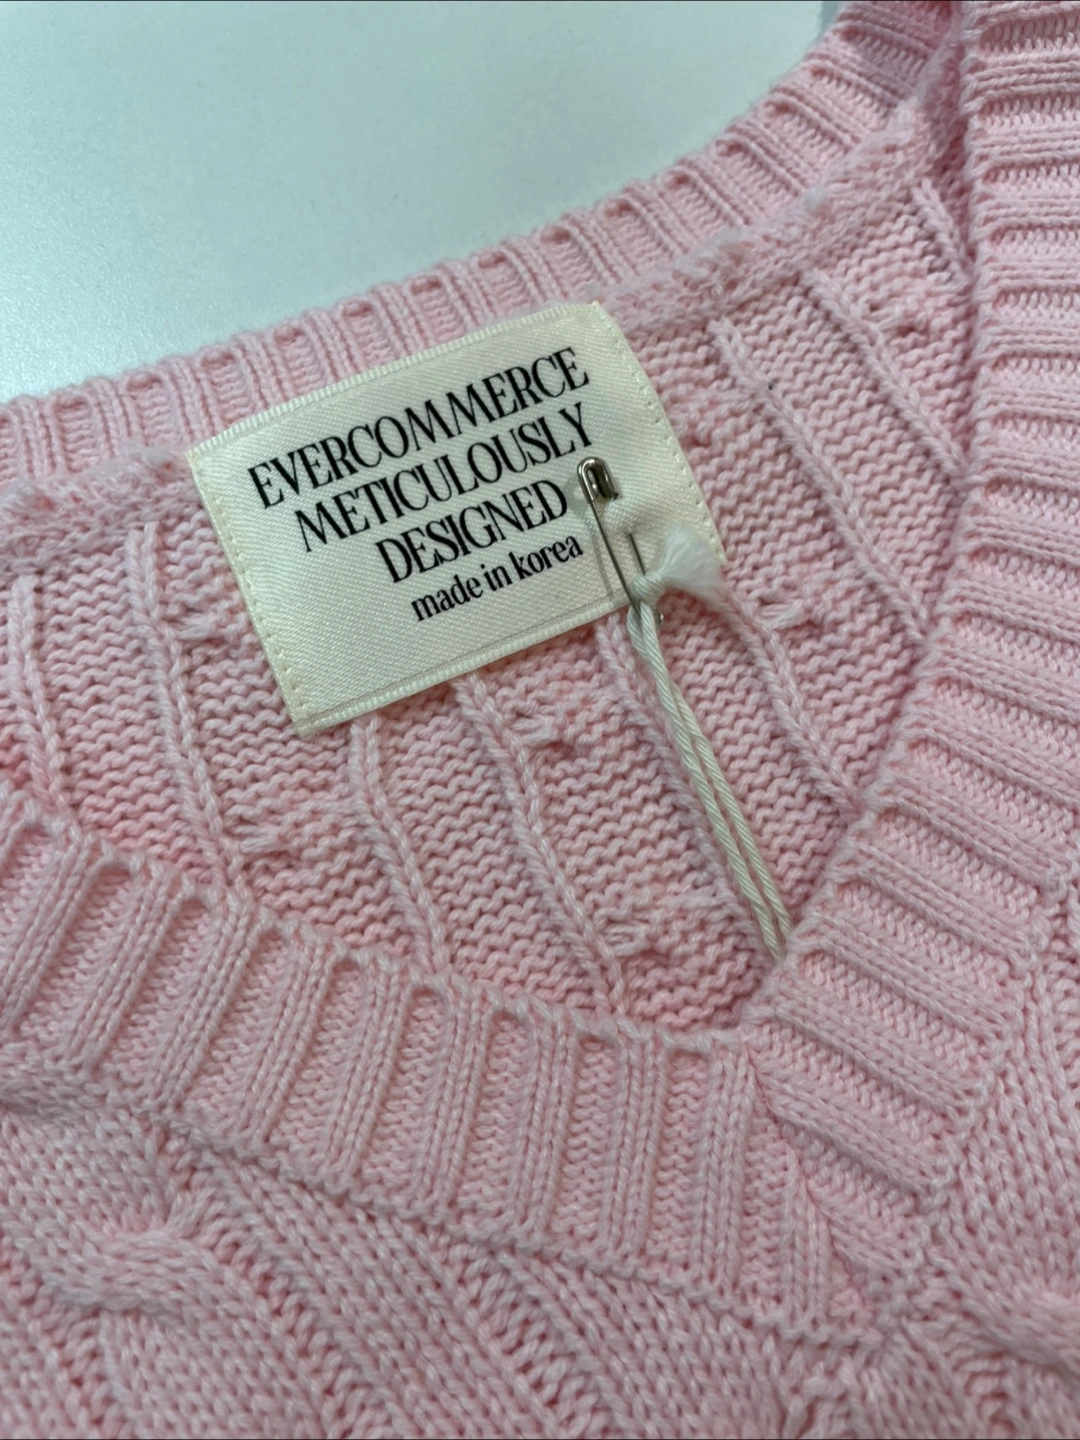 EVERCOMMERCE
METICULOUSLY
DESIGNED
made in korea